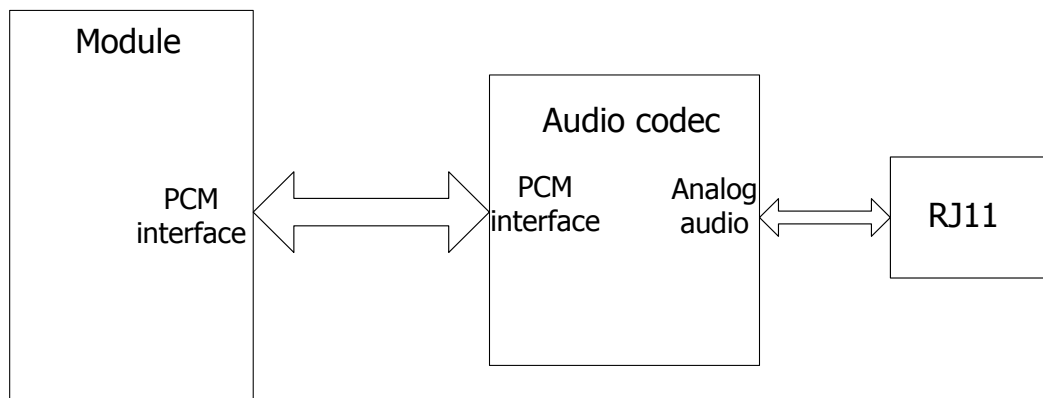 Module
PCM
interface
Audio codec
PCM
interface
Analog
audio
RJ11